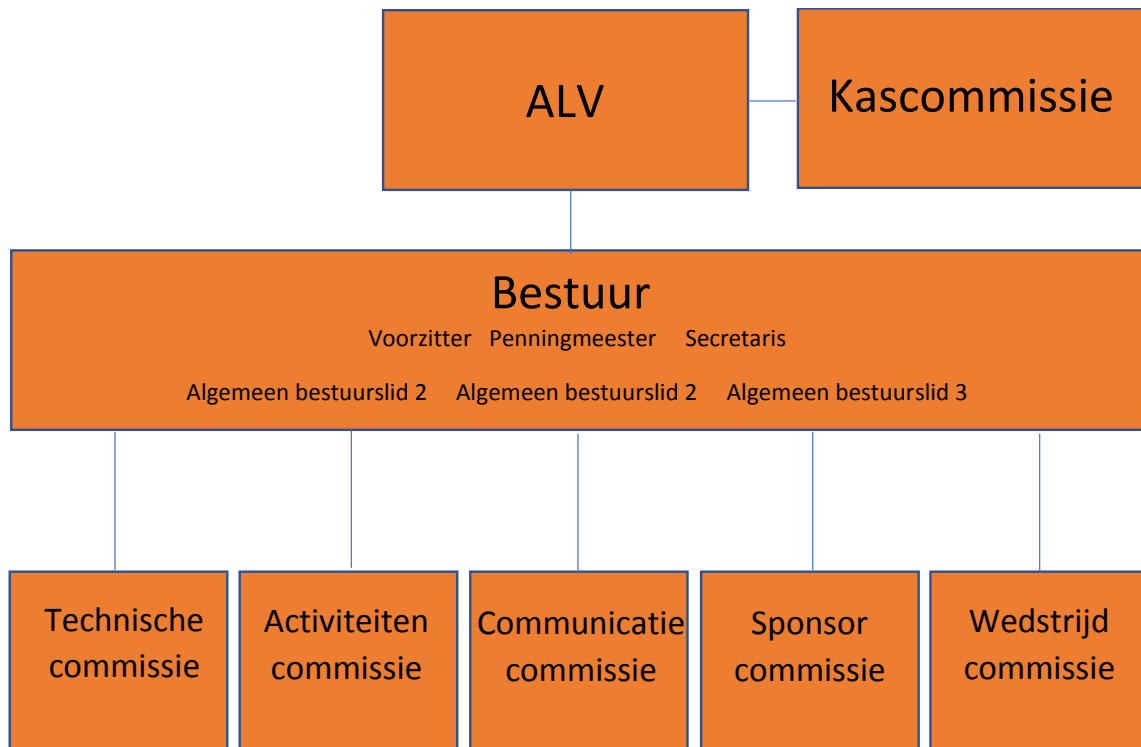 ALV
Kascommissie
Bestuur
Voorzitter Penningmeester Secretaris
Algemeen bestuurslid 2 Algemeen bestuurslid 2 Algemeen bestuurslid 3
Technische
commissie
Activiteiten
commissie
Communicatie
commissie
Sponsor
commissie
Wedstrijd
commissie